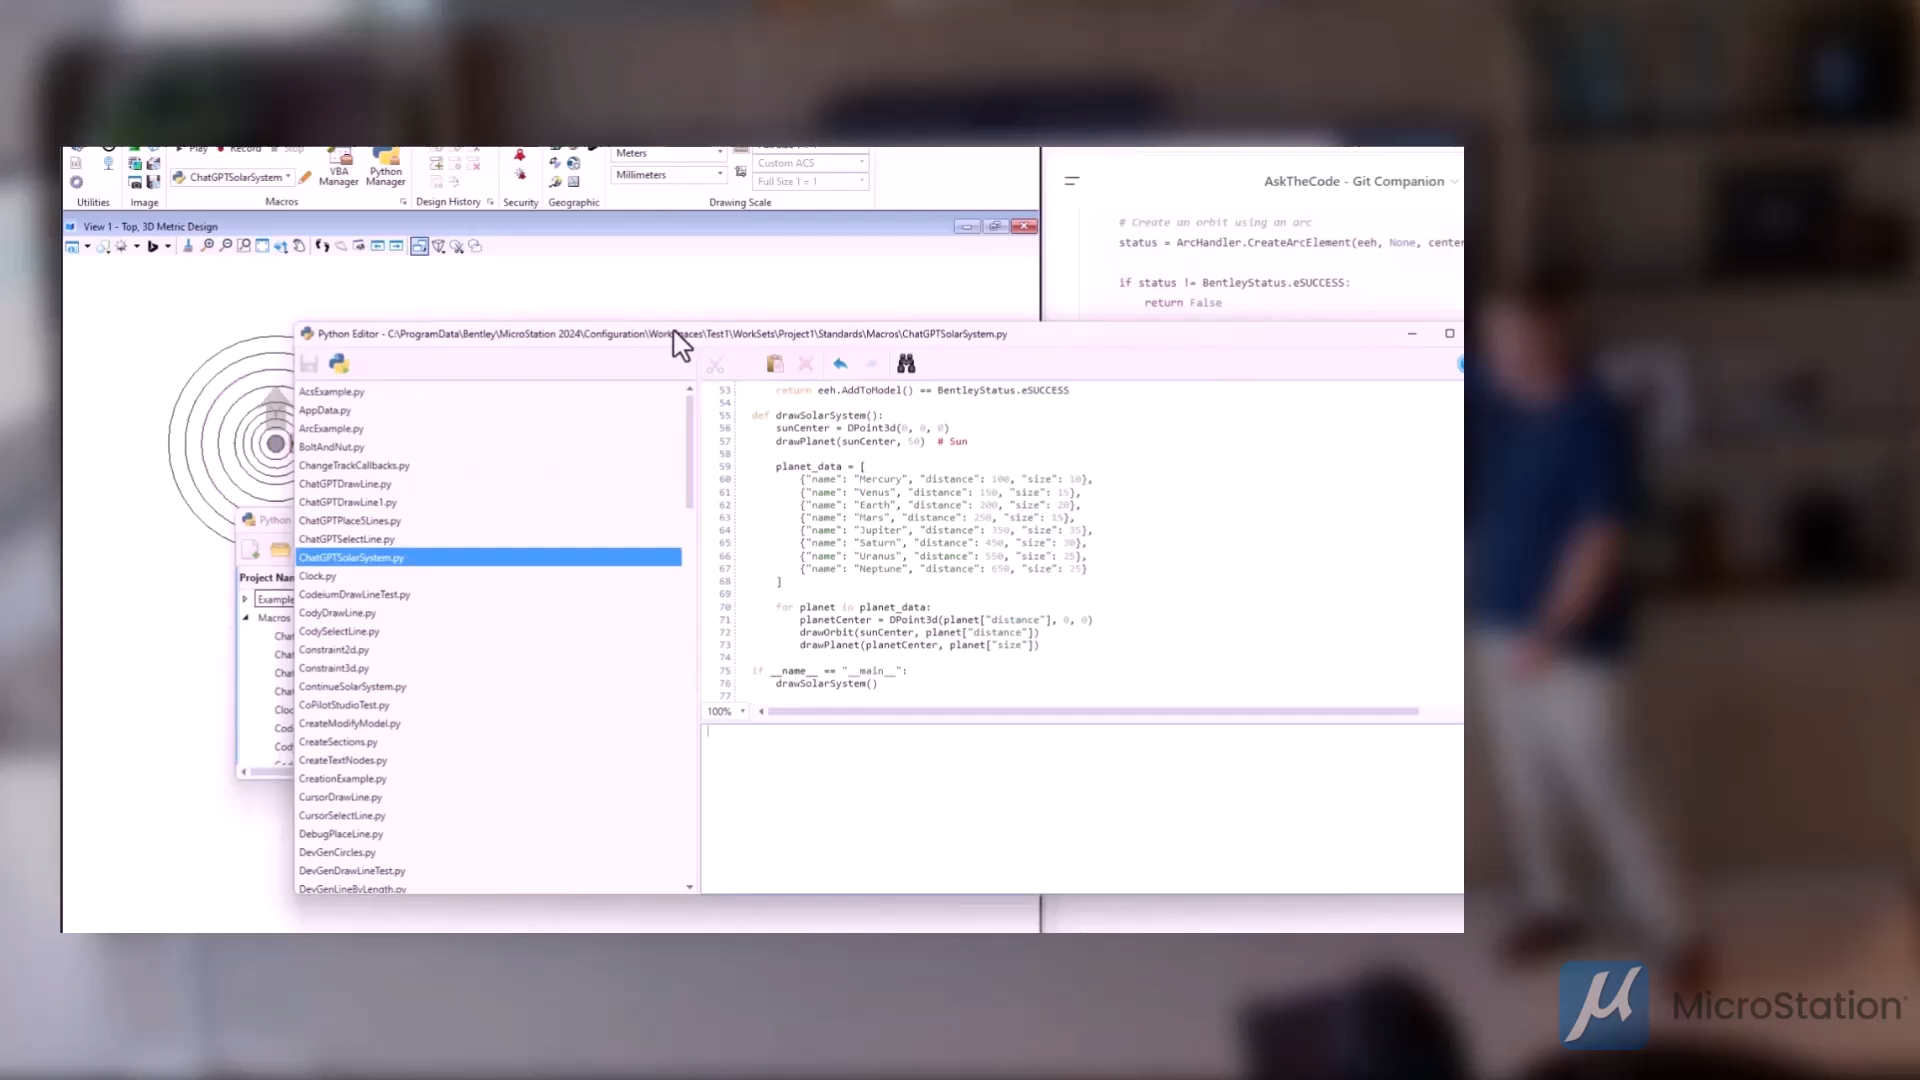 Play Record Stop
ChatGPTSolarSystem
VBA Manager
Python Manager
Meters
Millimeters
Custom ACS
Full Size 1 = 1
Utilities Image Macros Design History Security Geographic Drawing Scale
View 1 - Top, 3D Metric Design
AskTheCode - Git Companion
# Create an orbit using an arc
status = ArcHandler.CreateArcElement(eeh, None, center
if status != BentleyStatus.eSUCCESS:
return False
Python Editor - C:\ProgramData\Bentley\MicroStation 2024\Configuration\Workspaces\Test1\WorkSets\Project1\Standards\Macros\ChatGPTSolarSystem.py
Python
Project Nam
Example
Macros
Chat
Chat
Chat
Chat
Cloc
Cod
Cod
AcsExample.py
AppData.py
ArcExample.py
BoltAndNut.py
ChangeTrackCallbacks.py
ChatGPTDrawLine.py
ChatGPTDrawLine1.py
ChatGPTPlace5Lines.py
ChatGPTSelectLine.py
ChatGPTSolarSystem.py
Clock.py
CodeiumDrawLineTest.py
CodyDrawLine.py
CodySelectLine.py
Constraint2d.py
Constraint3d.py
ContinueSolarSystem.py
CoPilotStudioTest.py
CreateModifyModel.py
CreateSections.py
CreateTextNodes.py
CreationExample.py
CursorDrawLine.py
CursorSelectLine.py
DebugPlaceLine.py
DevGenCircles.py
DevGenDrawLineTest.py
DevGenLineByLength.py
53 return eeh.AddToModel() == BentleyStatus.eSUCCESS
54
55 def drawSolarSystem():
56 sunCenter = DPoint3d(0, 0, 0)
57 drawPlanet(sunCenter, 50) # Sun
58
59 planet_data = [
60 {"name": "Mercury", "distance": 100, "size": 10},
61 {"name": "Venus", "distance": 150, "size": 15},
62 {"name": "Earth", "distance": 200, "size": 20},
63 {"name": "Mars", "distance": 250, "size": 15},
64 {"name": "Jupiter", "distance": 350, "size": 35},
65 {"name": "Saturn", "distance": 450, "size": 30},
66 {"name": "Uranus", "distance": 550, "size": 25},
67 {"name": "Neptune", "distance": 650, "size": 25}
68 ]
69
70 for planet in planet_data:
71 planetCenter = DPoint3d(planet["distance"], 0, 0)
72 drawOrbit(sunCenter, planet["distance"])
73 drawPlanet(planetCenter, planet["size"])
74
75 if __name__ == "__main__":
76 drawSolarSystem()
77
100%
MicroStation